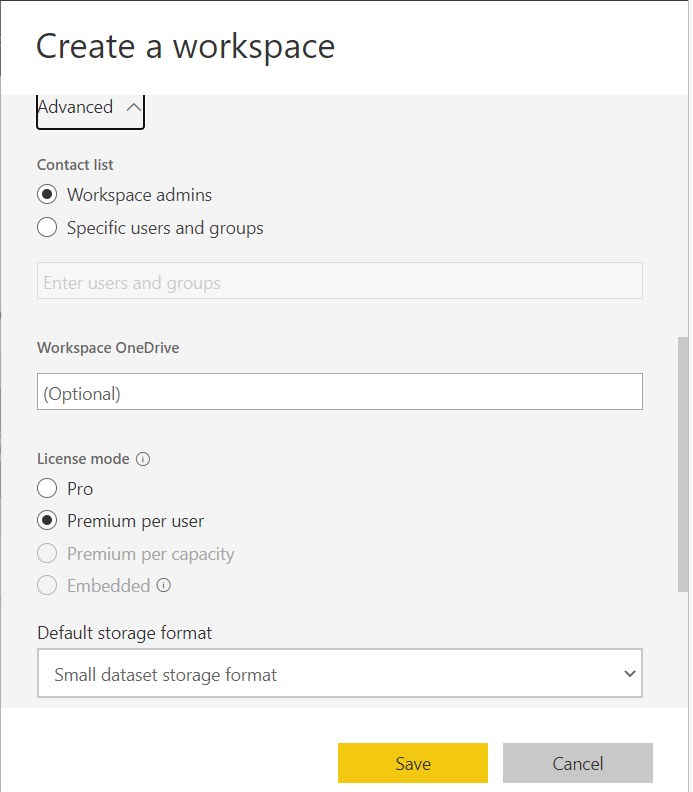 Create a workspace
Advanced
Contact list
Workspace admins
Specific users and groups
Enter users and groups
Workspace OneDrive
(Optional)
License mode
Pro
Premium per user
Premium per capacity
Embedded
Default storage format
Small dataset storage format
Save Cancel